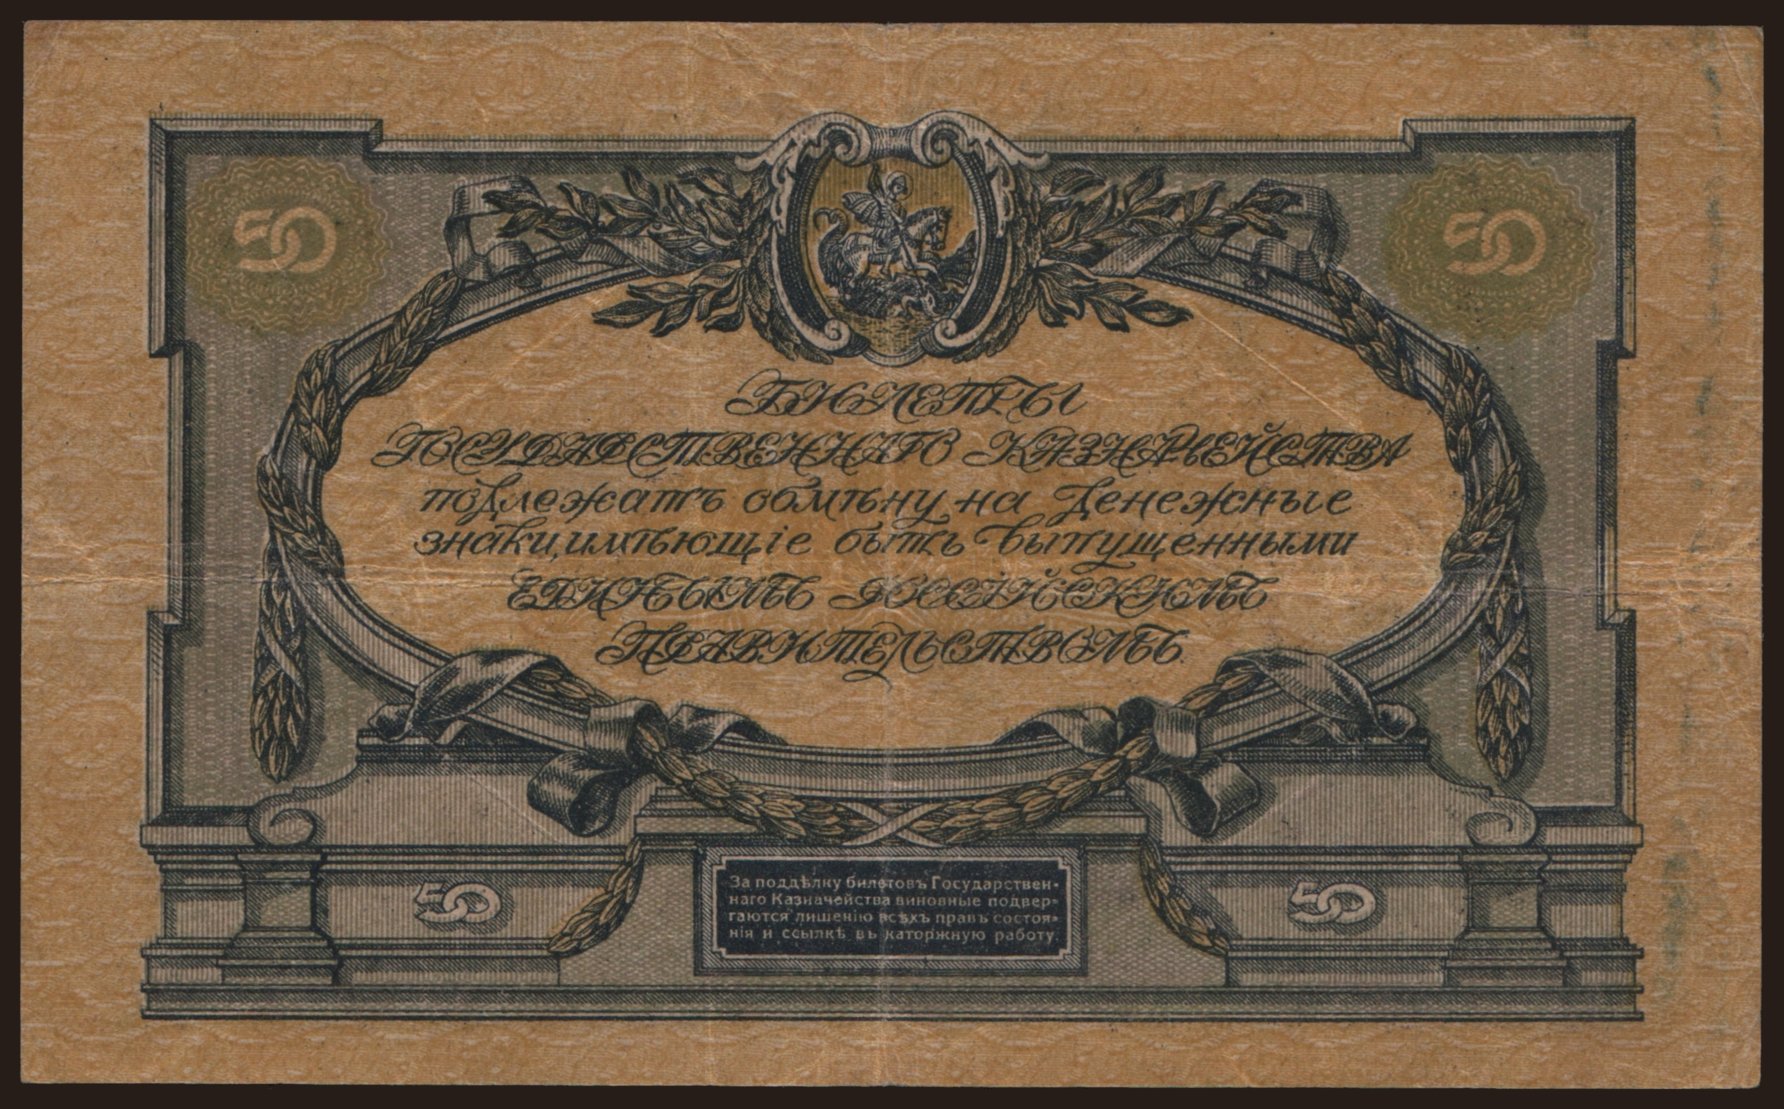 50 50
БИЛЕТЫ
ГОСУДАРСТВЕННАГО КАЗНАЧЕЙСТВА
подлежатъ обмѣну на денежные
знаки, имѣющіе быть выпущенными
ЕДИНЫМЪ РОССІЙСКИМЪ
ПРАВИТЕЛЬСТВОМЪ.
50 50
За поддѣлку билетовъ Государствен-
наго Казначейства виновные подвер-
гаются лишенію всѣхъ правъ состоя-
нія и ссылкѣ въ каторжную работу